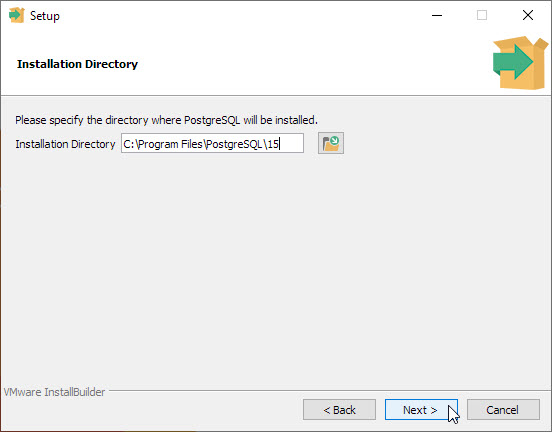 Setup
Installation Directory
Please specify the directory where PostgreSQL will be installed.
Installation Directory C:\Program Files\PostgreSQL\15
VMware InstallBuilder
< Back Next > Cancel